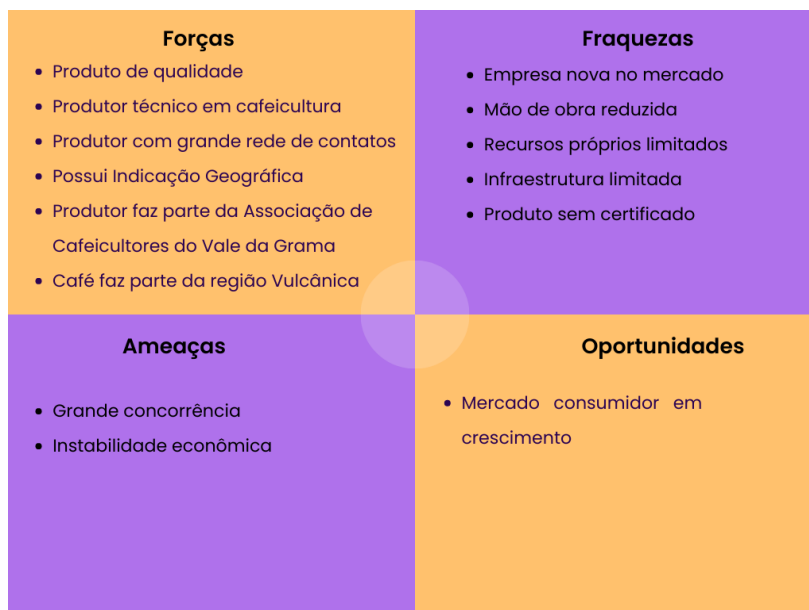 Forças
• Produto de qualidade
• Produtor técnico em cafeicultura
• Produtor com grande rede de contatos
• Possui Indicação Geográfica
• Produtor faz parte da Associação de
Cafeicultores do Vale da Grama
• Café faz parte da região Vulcânica
Fraquezas
• Empresa nova no mercado
• Mão de obra reduzida
• Recursos próprios limitados
• Infraestrutura limitada
• Produto sem certificado
Ameaças
• Grande concorrência
• Instabilidade econômica
Oportunidades
• Mercado consumidor em
crescimento